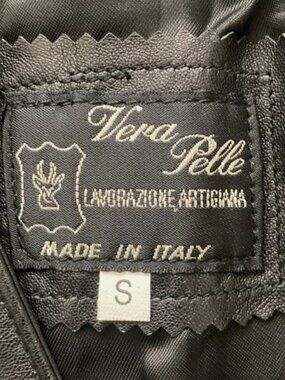 Vera
Pelle
LAVORAZIONE ARTIGIANA
MADE IN ITALY
S